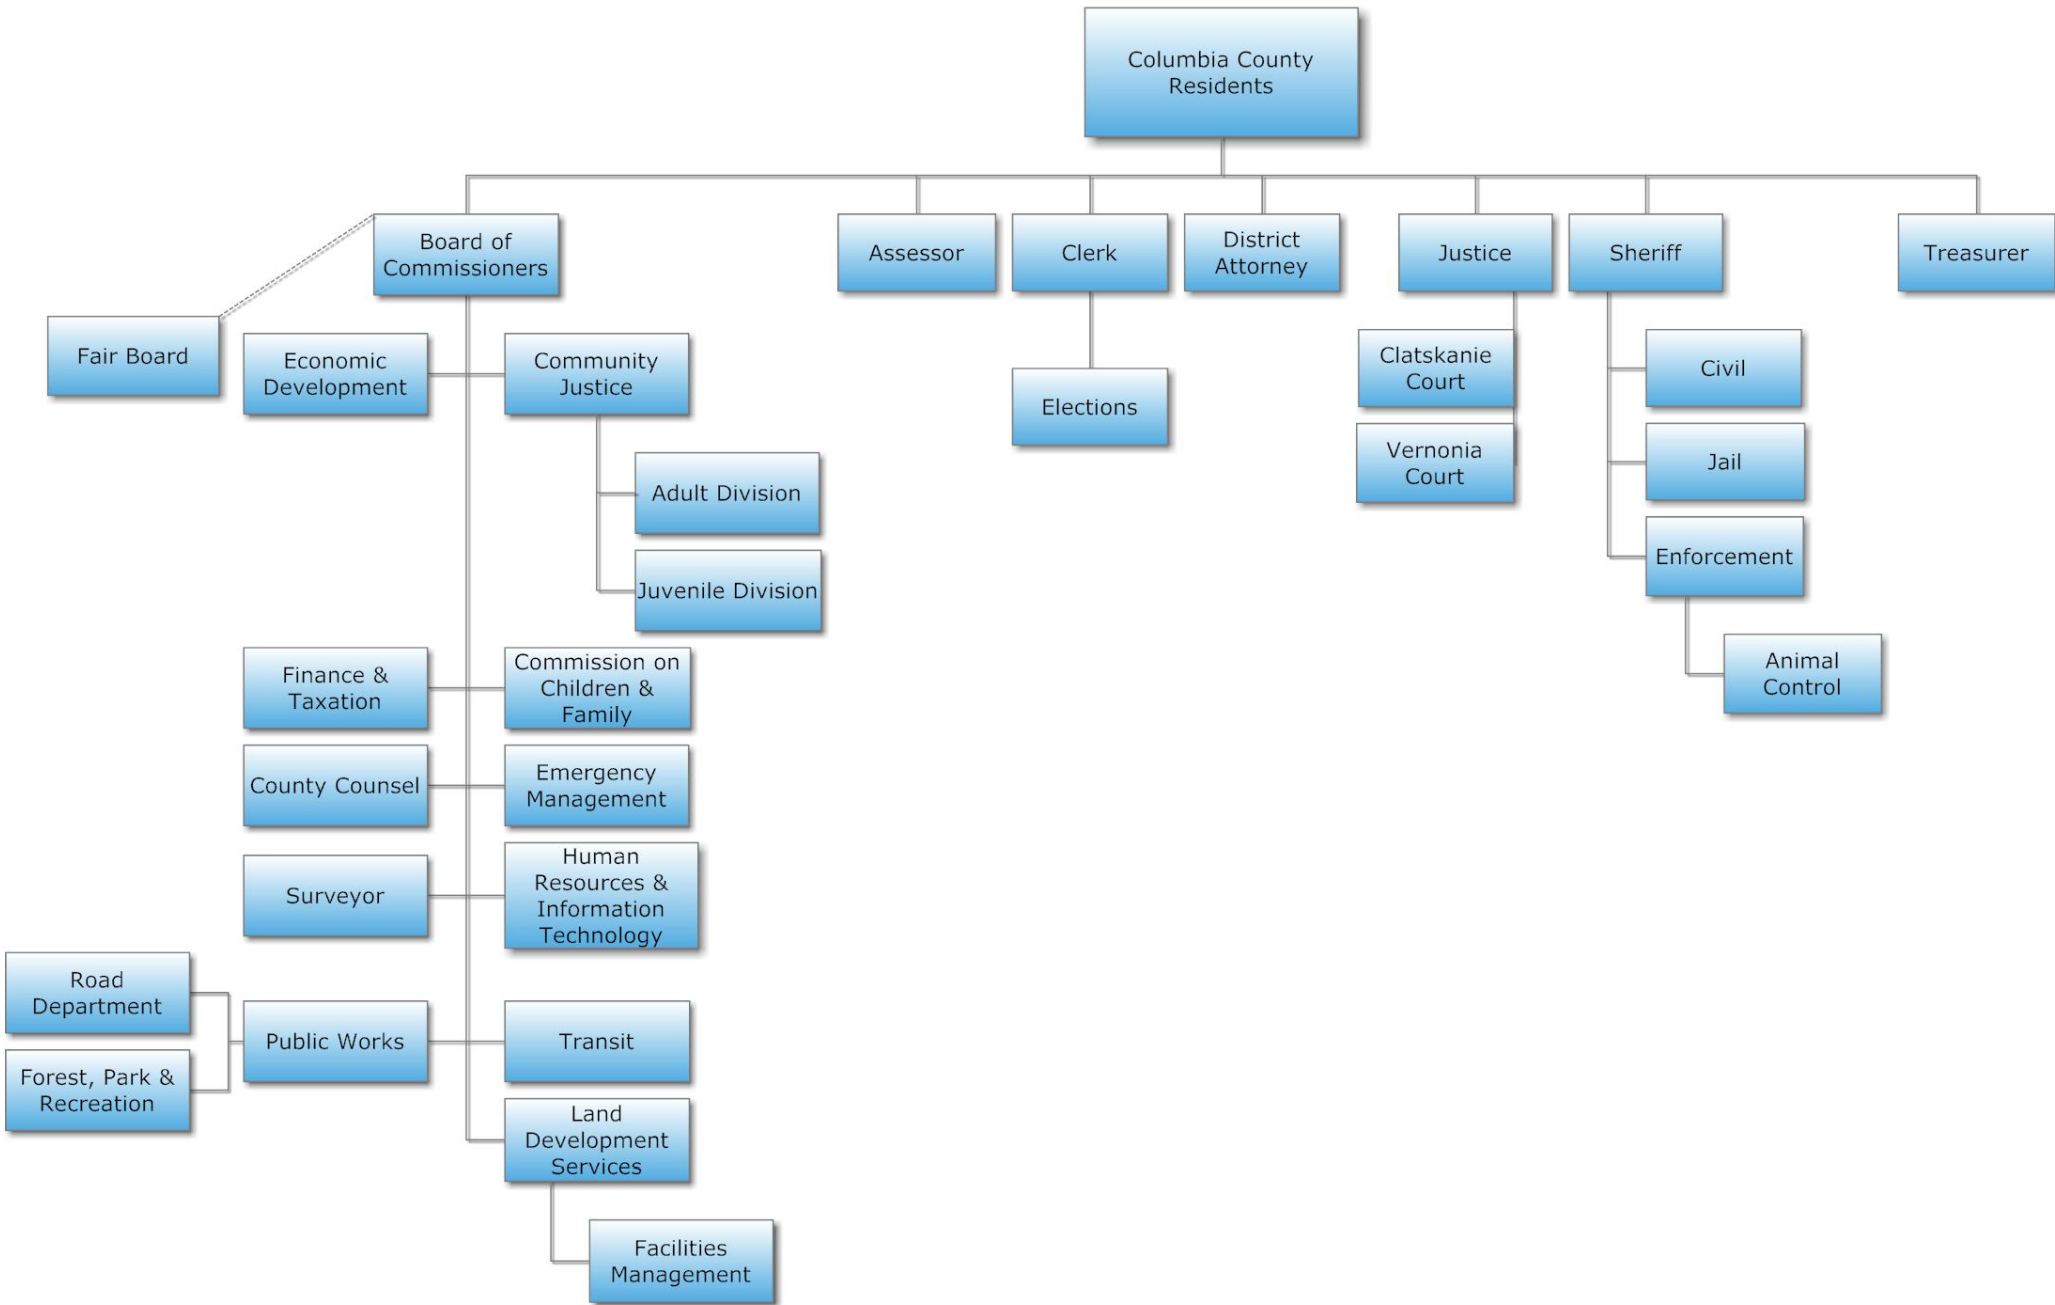 Columbia County
Residents
Board of
Commissioners
Assessor
Clerk
District
Attorney
Justice
Sheriff
Treasurer
Fair Board
Economic
Development
Community
Justice
Clatskanie
Court
Civil
Elections
Vernonia
Court
Jail
Adult Division
Enforcement
Juvenile Division
Animal
Control
Finance &
Taxation
Commission on
Children &
Family
County Counsel
Emergency
Management
Surveyor
Human
Resources &
Information
Technology
Road
Department
Public Works
Transit
Forest, Park &
Recreation
Land
Development
Services
Facilities
Management